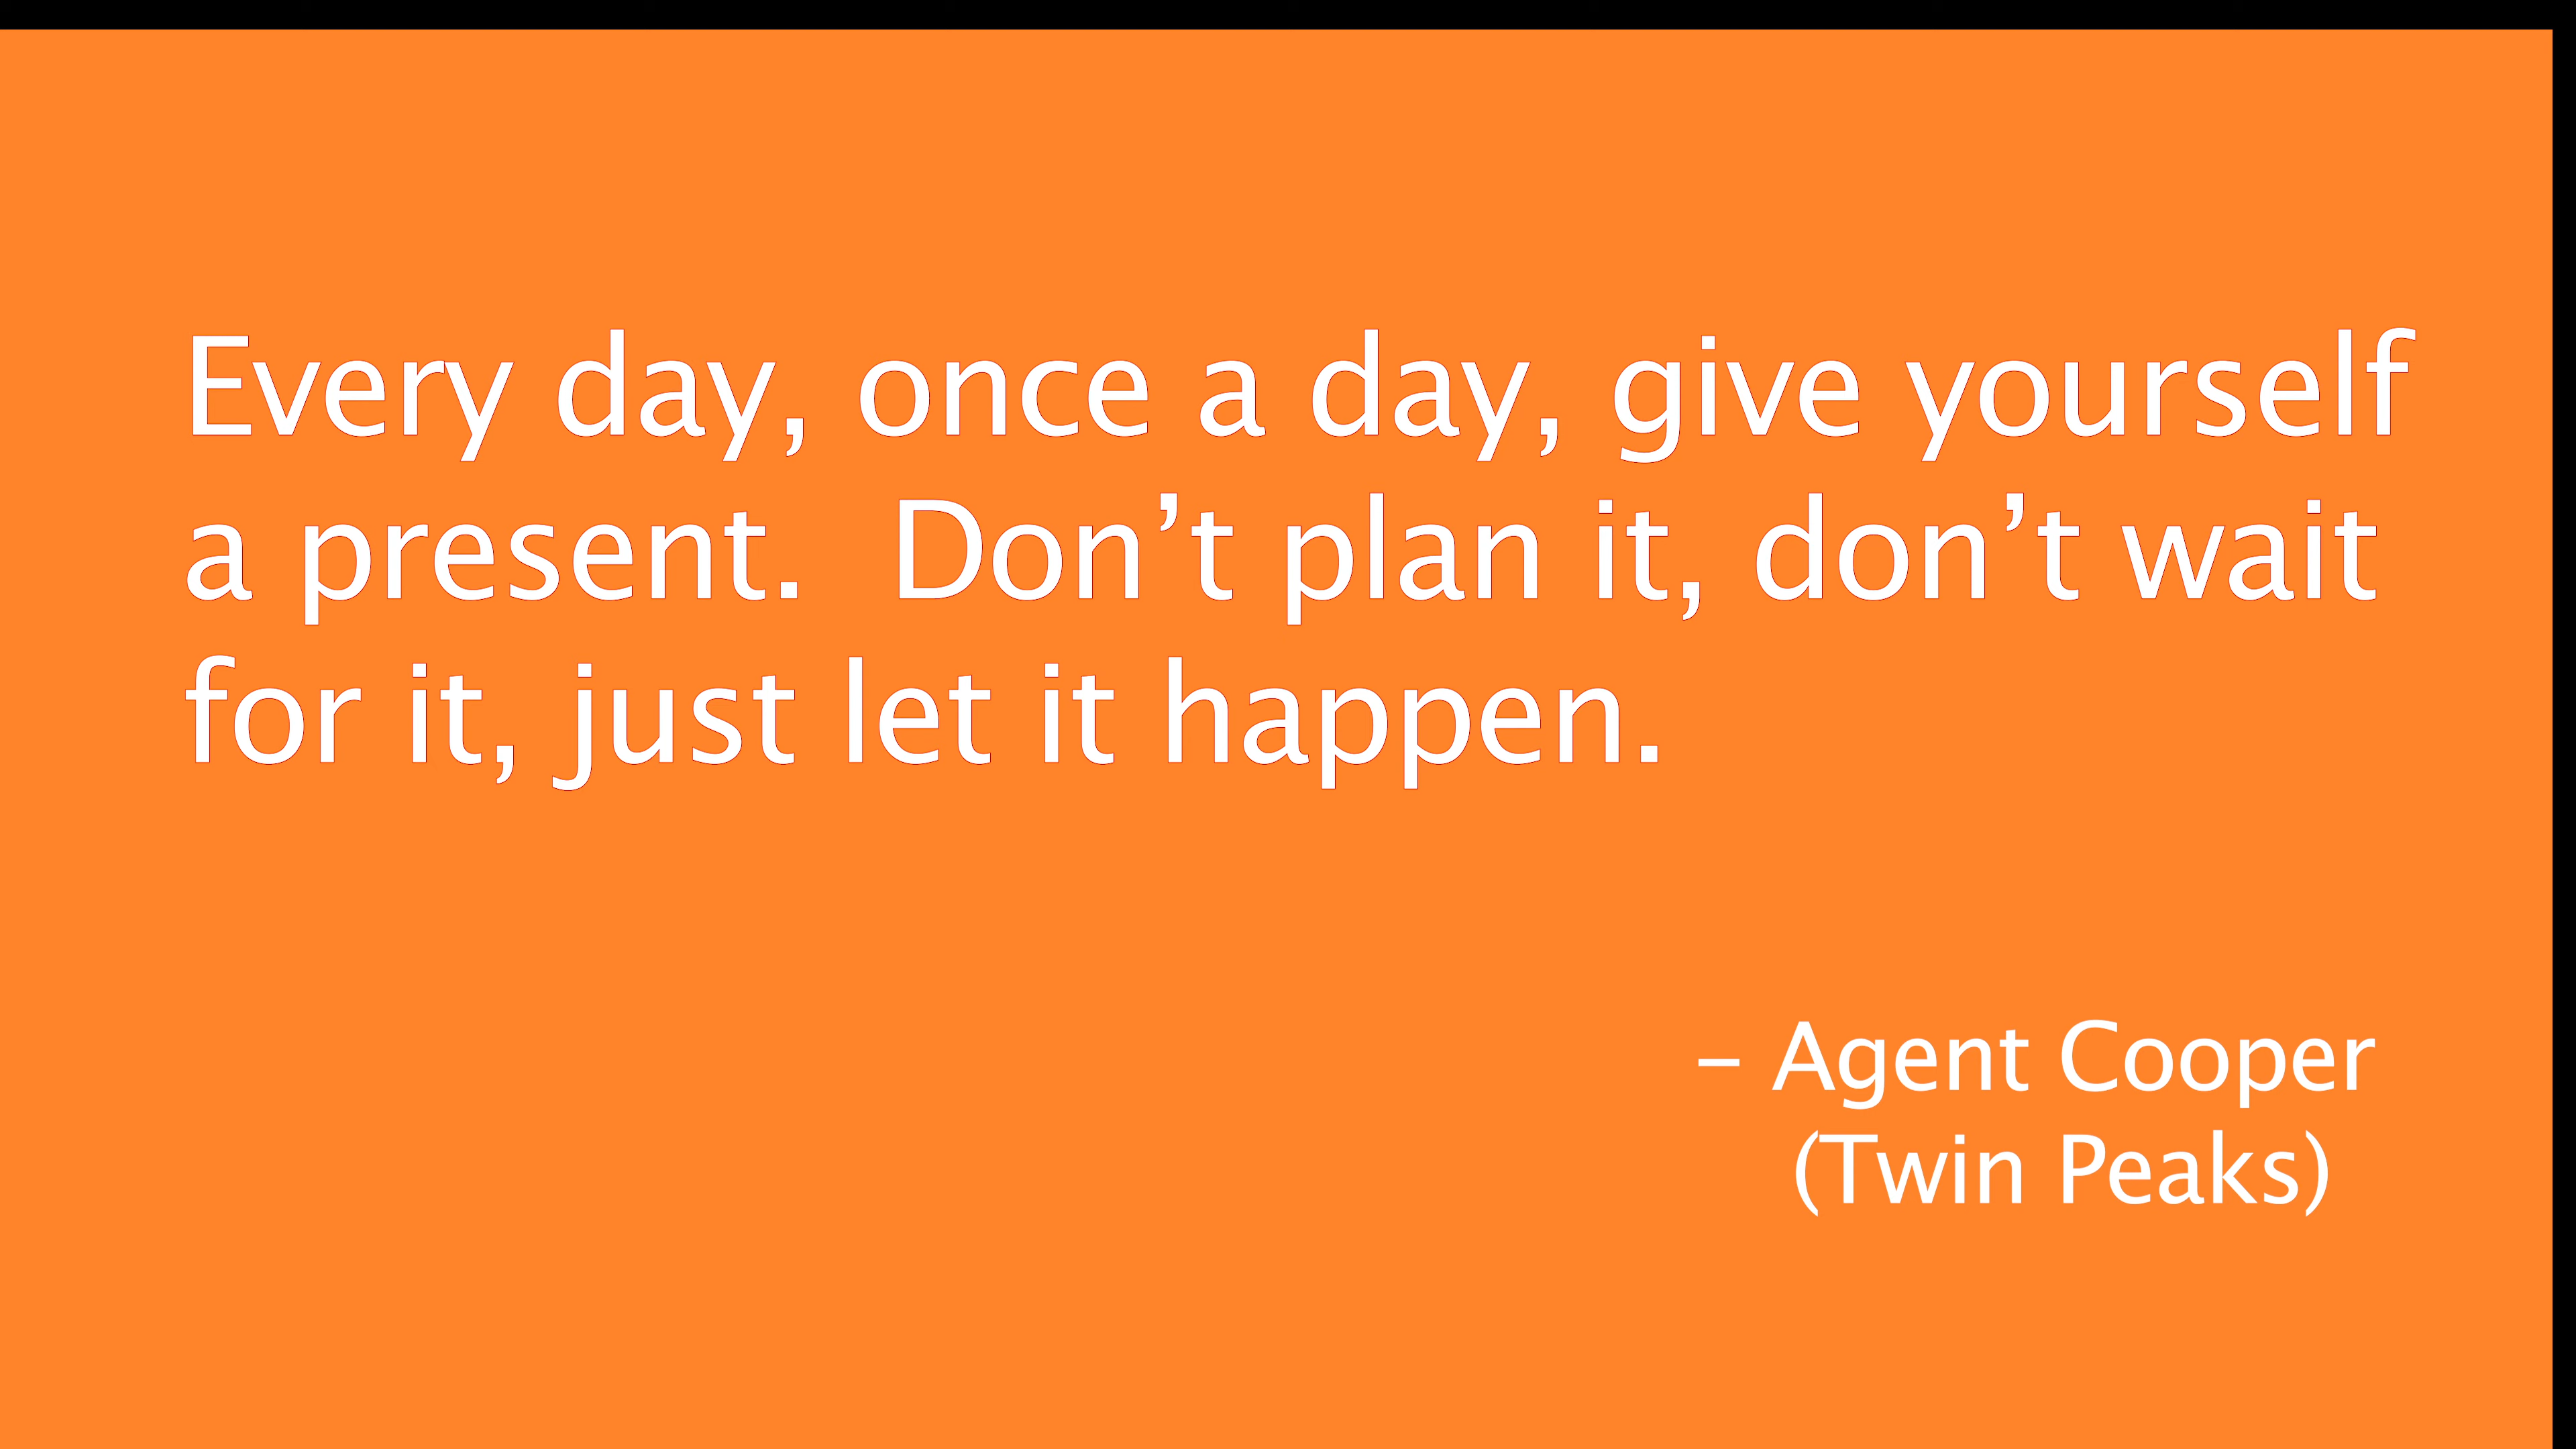 Every day, once a day, give yourself
a present.  Don’t plan it, don’t wait
for it, just let it happen.
– Agent Cooper
(Twin Peaks)